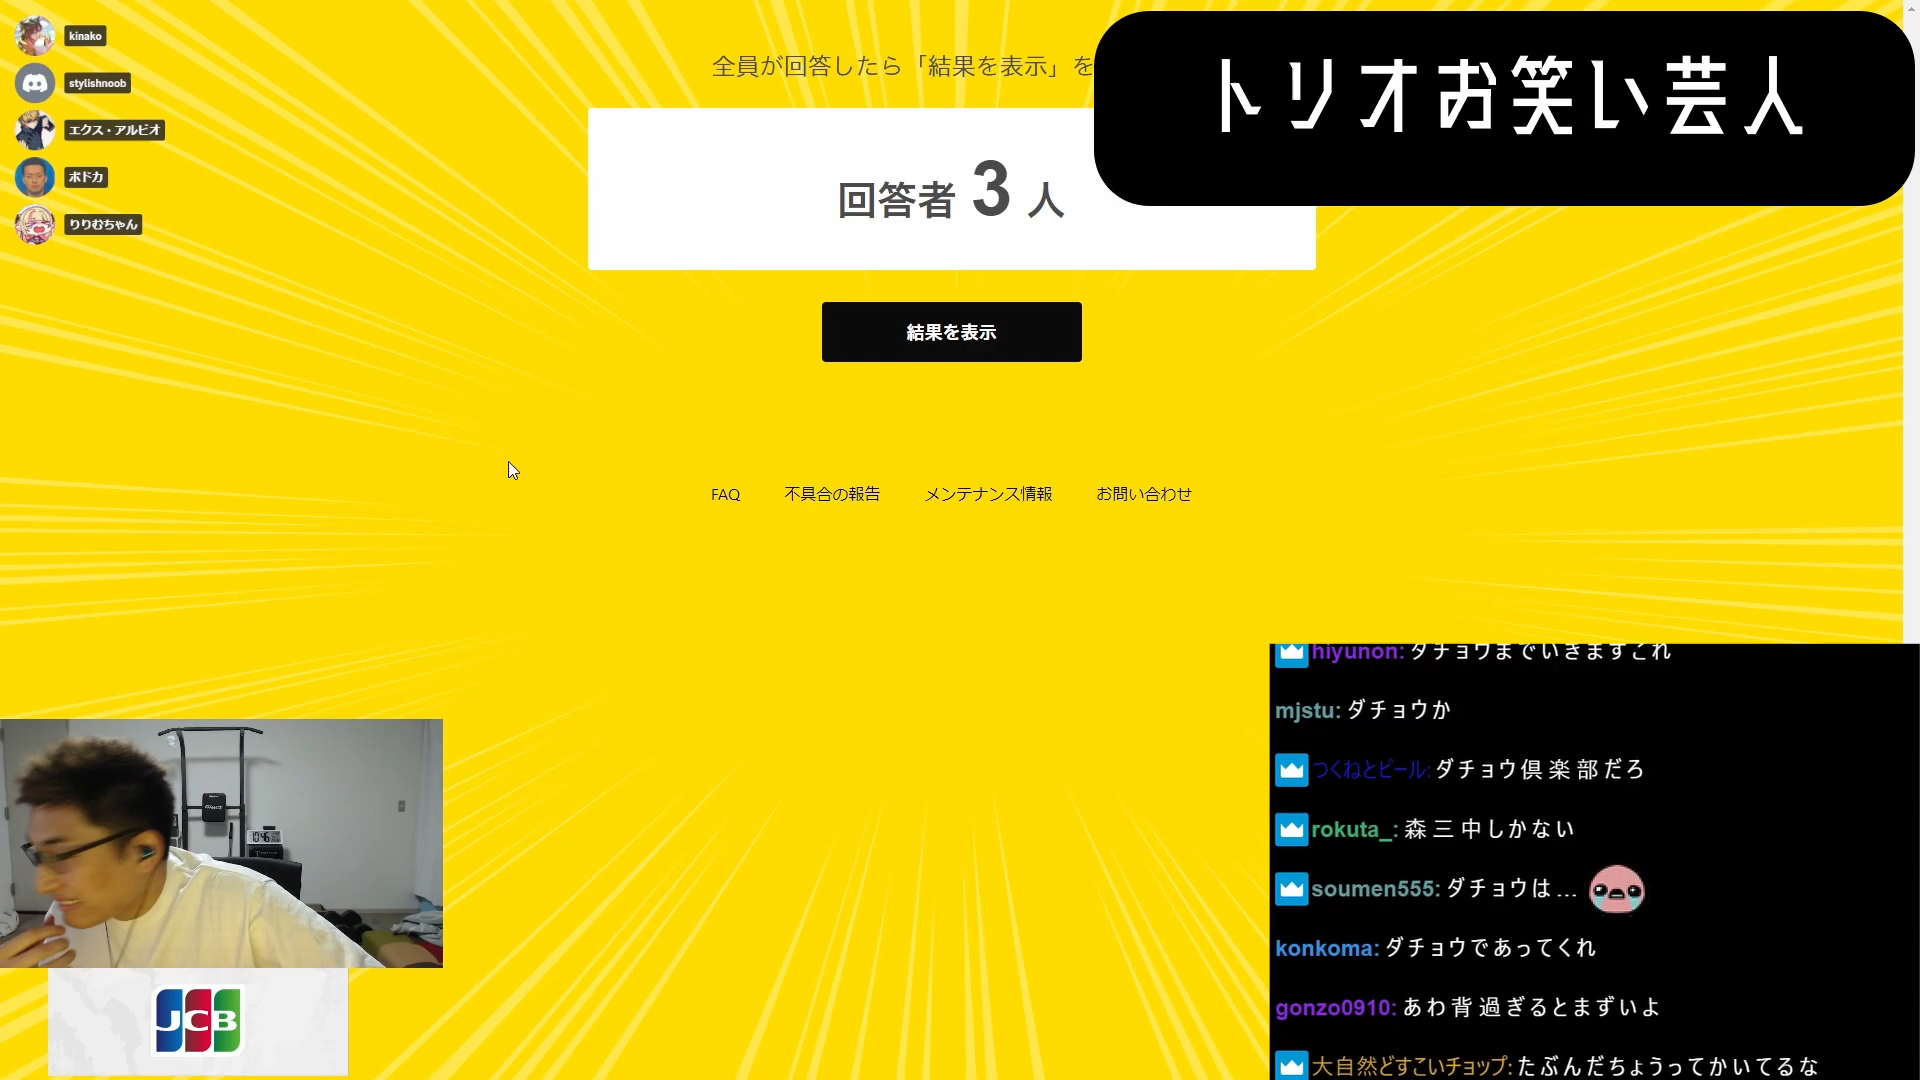 kinako
stylishnoob
エクス・アルビオ
ボドカ
りりむちゃん
全員が回答したら「結果を表示」を
トリオお笑い芸人
回答者 3 人
結果を表示
FAQ 不具合の報告 メンテナンス情報 お問い合わせ
hiyunon: ダチョウまでいきますこれ
mjstu: ダチョウか
つくねとビール: ダチョウ倶楽部だろ
rokuta_: 森三中しかない
soumen555: ダチョウは…
konkoma: ダチョウであってくれ
gonzo0910: あわ背過ぎるとまずいよ
大自然どすこいチョップ: たぶんだちょうってかいてるな
JCB